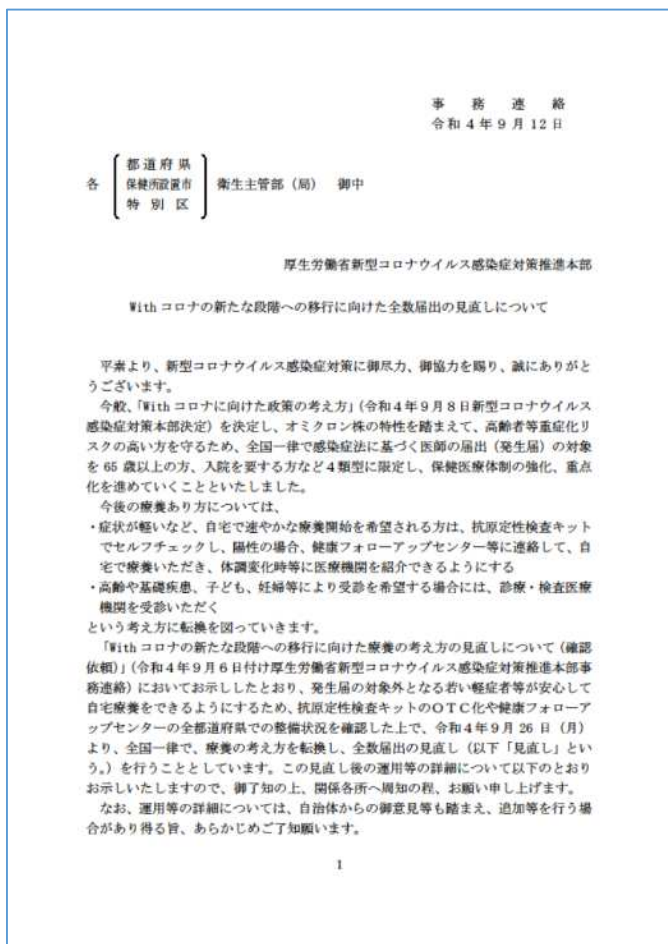 事務連絡
令和４年９月12日
都道府県
各 保健所設置市 衛生主管部（局） 御中
特別区
厚生労働省新型コロナウイルス感染症対策推進本部
With コロナの新たな段階への移行に向けた全数届出の見直しについて
平素より、新型コロナウイルス感染症対策に御尽力、御協力を賜り、誠にありがと
うございます。
今般、「With コロナに向けた政策の考え方」（令和４年９月８日新型コロナウイルス
感染症対策本部決定）を決定し、オミクロン株の特性を踏まえて、高齢者等重症化リ
スクの高い方を守るため、全国一律で感染症法に基づく医師の届出（発生届）の対象
を 65 歳以上の方、入院を要する方など４類型に限定し、保健医療体制の強化、重点
化を進めていくことといたしました。
今後の療養あり方については、
・症状が軽いなど、自宅で速やかな療養開始を希望される方は、抗原定性検査キット
でセルフチェックし、陽性の場合、健康フォローアップセンター等に連絡して、自
宅で療養いただき、体調変化時等に医療機関を紹介できるようにする
・高齢や基礎疾患、子ども、妊婦等により受診を希望する場合には、診療・検査医療
機関を受診いただく
という考え方に転換を図っていきます。
「With コロナの新たな段階への移行に向けた療養の考え方の見直しについて（確認
依頼）」（令和４年９月６日付け厚生労働省新型コロナウイルス感染症対策推進本部事
務連絡）においてお示ししたとおり、発生届の対象外となる若い軽症者等が安心して
自宅療養をできるようにするため、抗原定性検査キットのＯＴＣ化や健康フォローア
ップセンターの全都道府県での整備状況を確認した上で、令和４年９月 26 日（月）
より、全国一律で、療養の考え方を転換し、全数届出の見直し（以下「見直し」とい
う。）を行うこととしています。この見直し後の運用等の詳細について以下のとおり
お示しいたしますので、御了知の上、関係各所へ周知の程、お願い申し上げます。
なお、運用等の詳細については、自治体からの御意見等も踏まえ、追加等を行う場
合があり得る旨、あらかじめご了知願います。
1